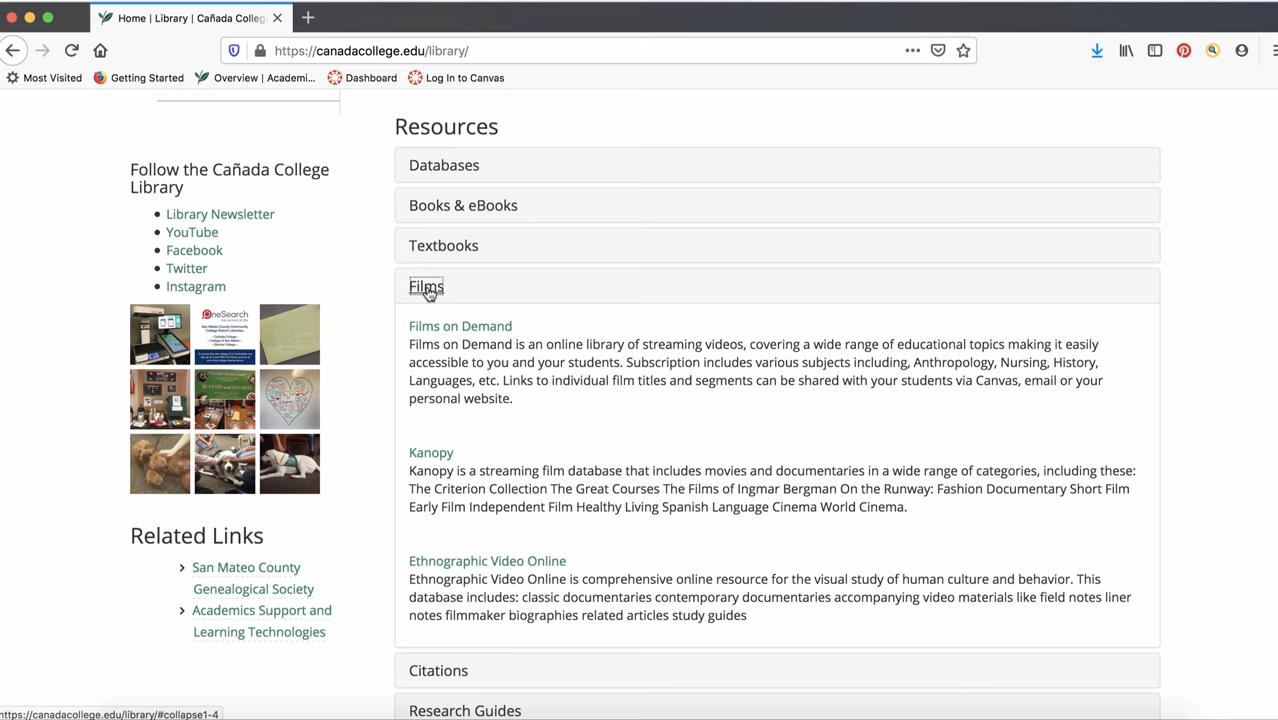 Home | Library | Cañada Colleg
https://canadacollege.edu/library/
Most Visited
Getting Started
Overview | Academi...
Dashboard
Log In to Canvas
Follow the Cañada College
Library
Library Newsletter
YouTube
Facebook
Twitter
Instagram
OneSearch
Related Links
San Mateo County
Genealogical Society
Academics Support and
Learning Technologies
Resources
Databases
Books & eBooks
Textbooks
Films
Films on Demand
Films on Demand is an online library of streaming videos, covering a wide range of educational topics making it easily
accessible to you and your students. Subscription includes various subjects including, Anthropology, Nursing, History,
Languages, etc. Links to individual film titles and segments can be shared with your students via Canvas, email or your
personal website.
Kanopy
Kanopy is a streaming film database that includes movies and documentaries in a wide range of categories, including these:
The Criterion Collection The Great Courses The Films of Ingmar Bergman On the Runway: Fashion Documentary Short Film
Early Film Independent Film Healthy Living Spanish Language Cinema World Cinema.
Ethnographic Video Online
Ethnographic Video Online is comprehensive online resource for the visual study of human culture and behavior. This
database includes: classic documentaries contemporary documentaries accompanying video materials like field notes liner
notes filmmaker biographies related articles study guides
Citations
Research Guides
https://canadacollege.edu/library/#collapse1-4